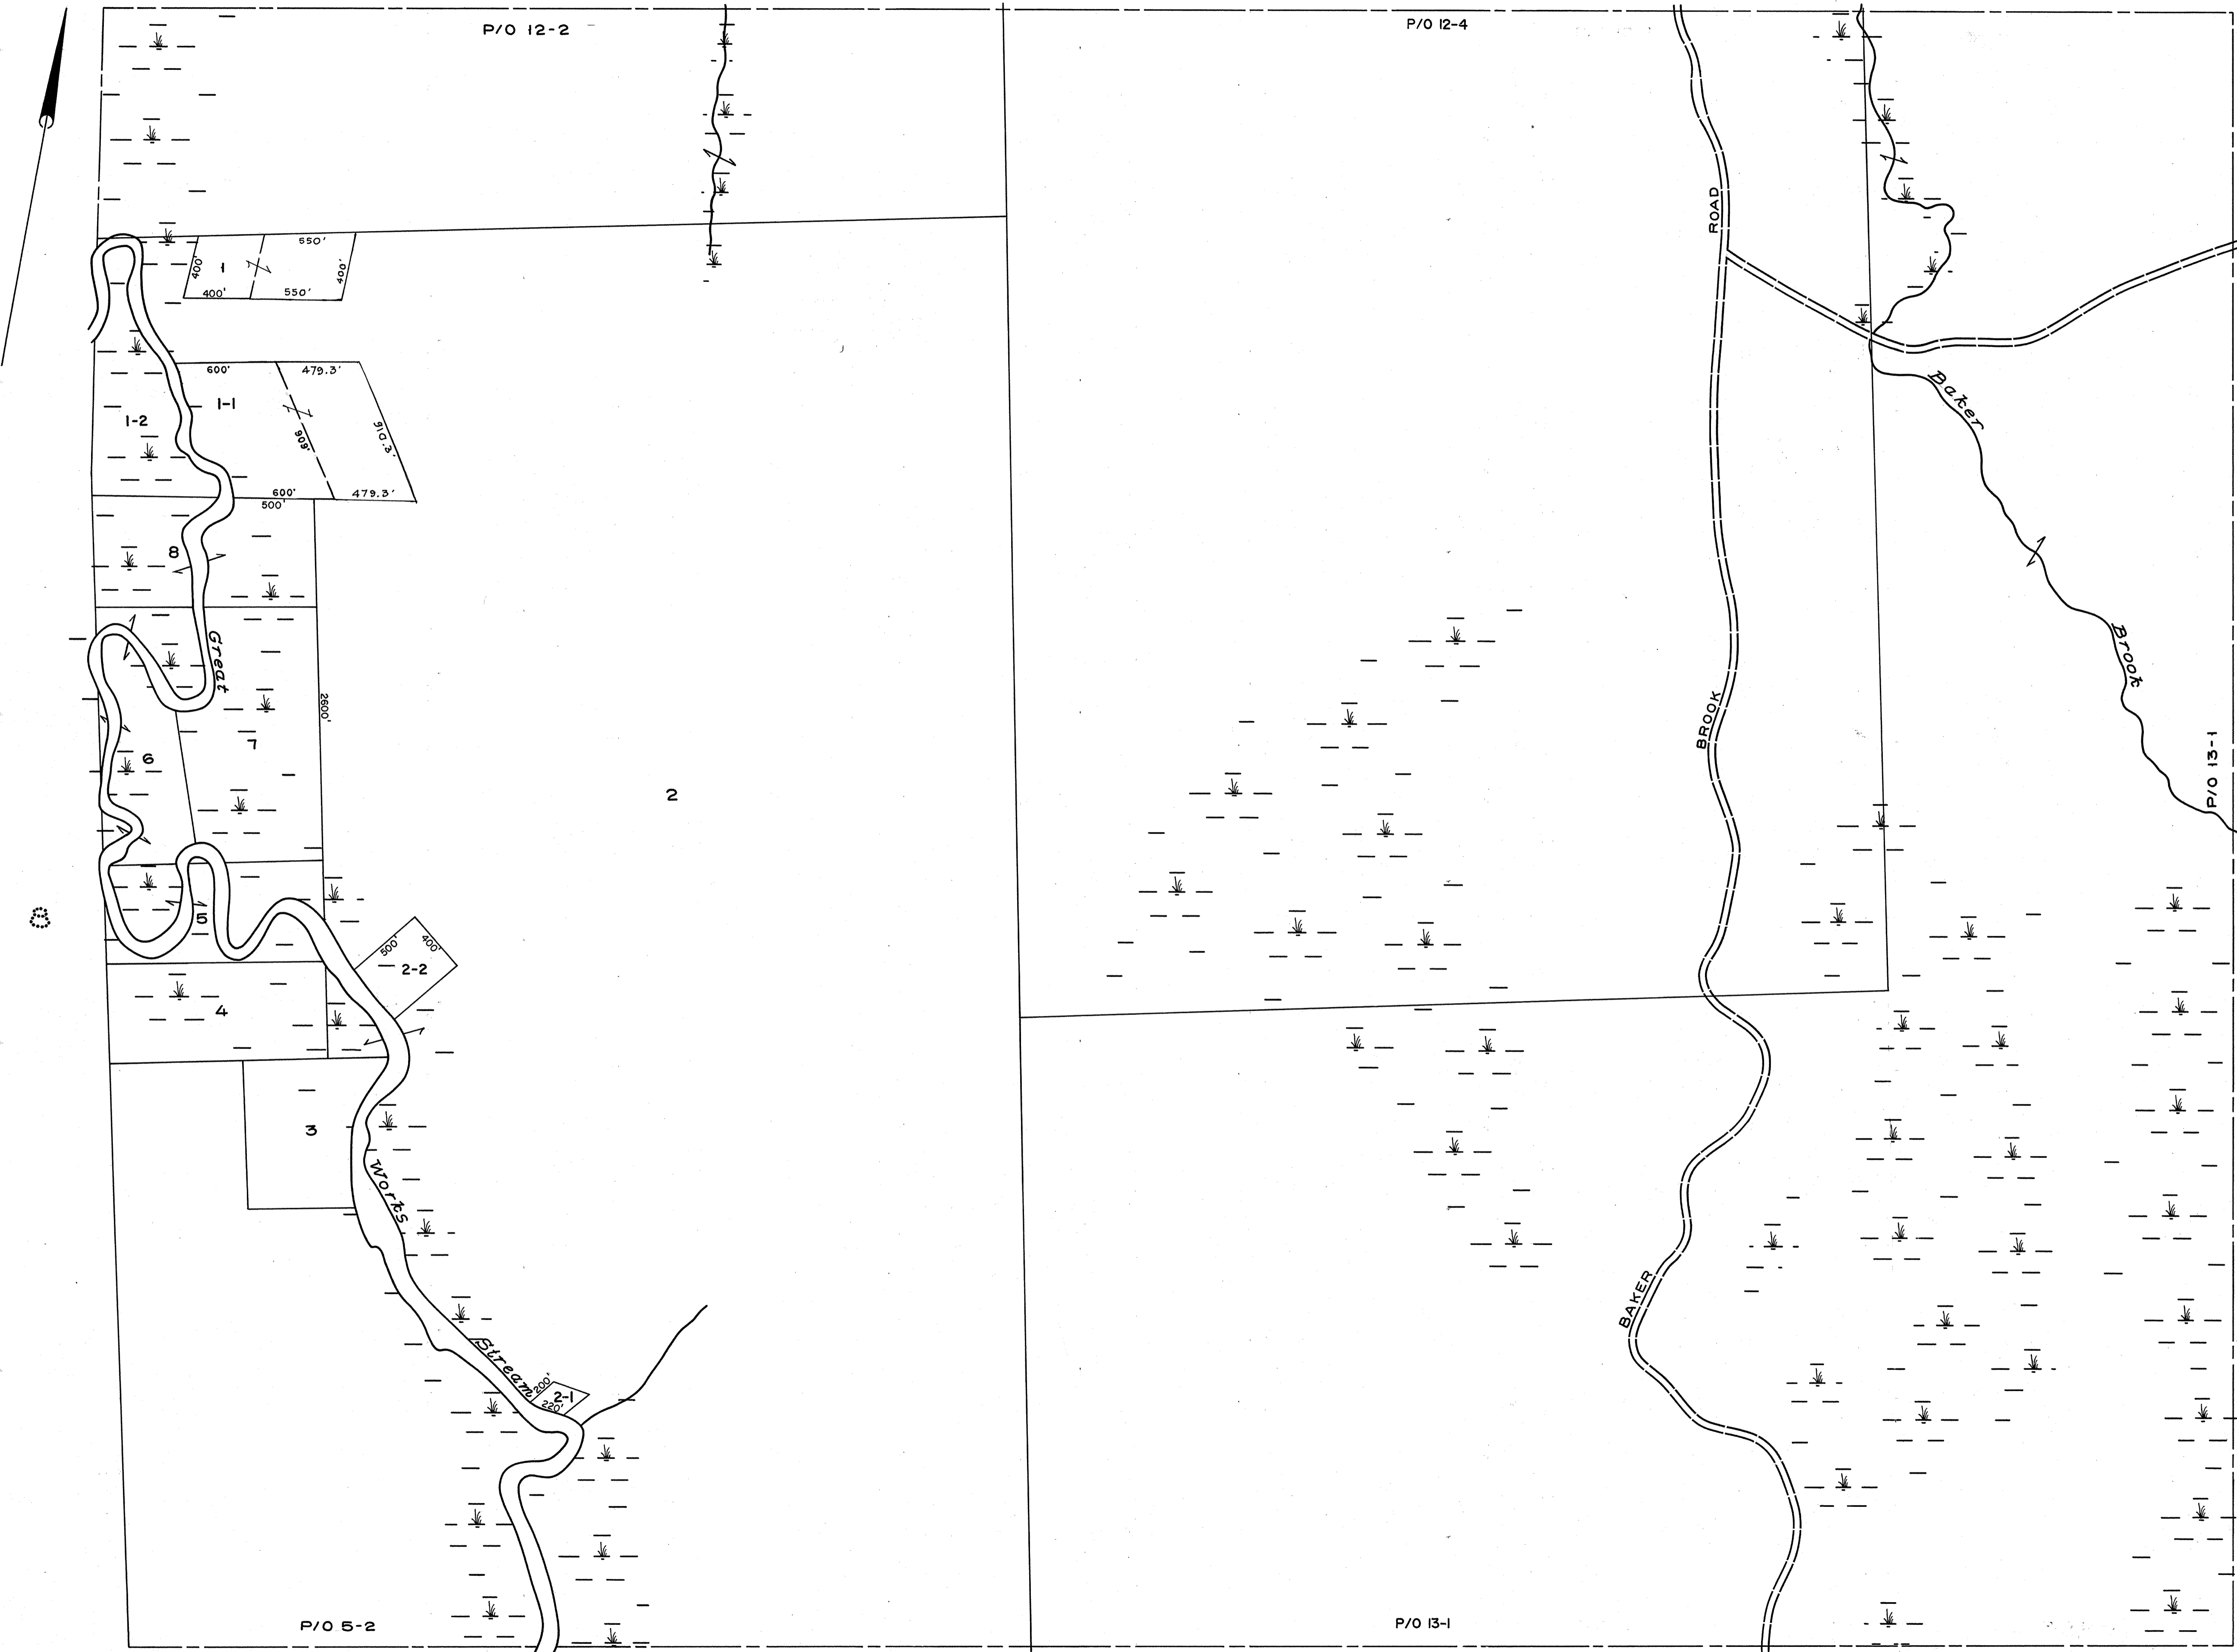 P/O 12-2
P/O 12-4
ROAD
550'
400'
1
400'
400'
550'
600'
479.3'
1-1
1-2
909'
910.3'
600'
479.3'
500'
8
Great
2600'
7
6
2
Baker
Brook
BROOK
P/O 13-1
8
5
500'
400'
2-2
4
3
Works
BAKER
Stream
200'
2-1
220'
P/O 5-2
P/O 13-1